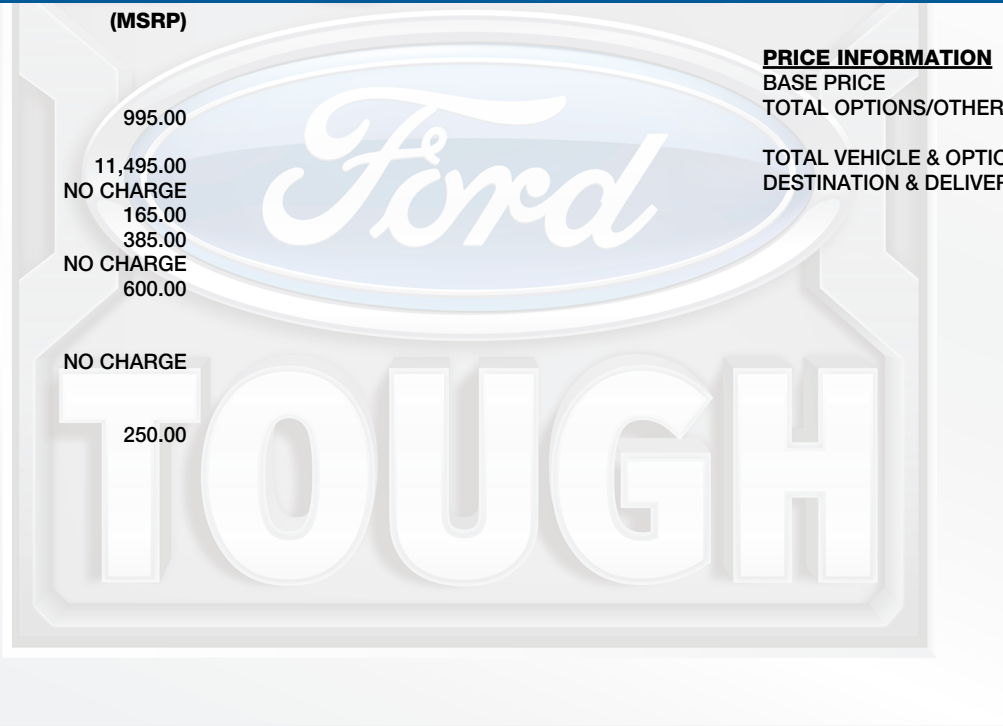 (MSRP)
995.00
11,495.00
NO CHARGE
165.00
385.00
NO CHARGE
600.00
NO CHARGE
250.00
PRICE INFORMATION
BASE PRICE
TOTAL OPTIONS/OTHER
TOTAL VEHICLE & OPTIO
DESTINATION & DELIVER
Ford
TOUGH